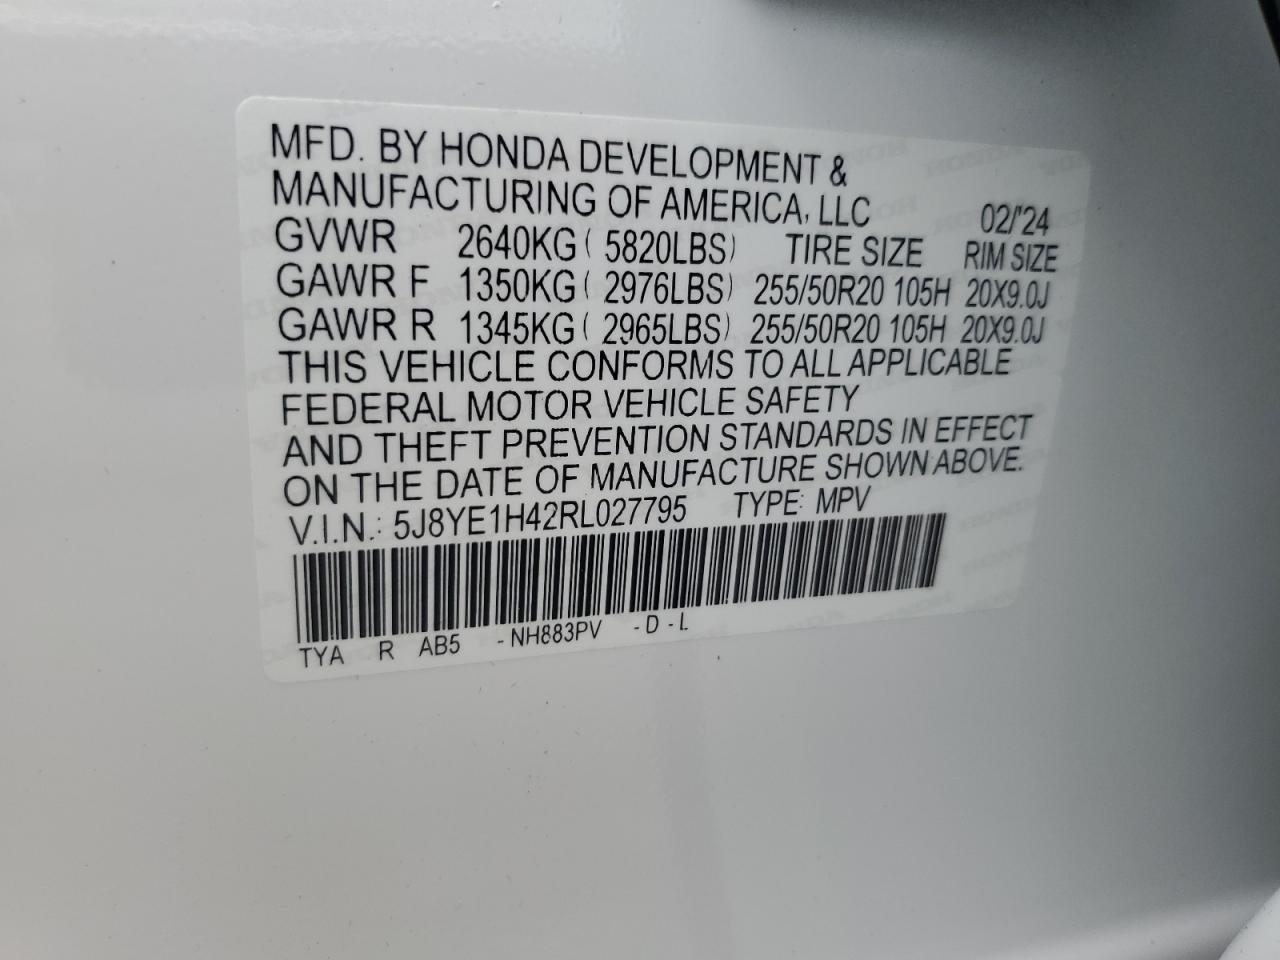 MFD. BY HONDA DEVELOPMENT &
MANUFACTURING OF AMERICA, LLC 02/'24
GVWR 2640KG( 5820LBS) TIRE SIZE RIM SIZE
GAWR F 1350KG( 2976LBS) 255/50R20 105H 20X9.0J
GAWR R 1345KG( 2965LBS) 255/50R20 105H 20X9.0J
THIS VEHICLE CONFORMS TO ALL APPLICABLE
FEDERAL MOTOR VEHICLE SAFETY
AND THEFT PREVENTION STANDARDS IN EFFECT
ON THE DATE OF MANUFACTURE SHOWN ABOVE.
V.I.N.: 5J8YE1H42RL027795 TYPE: MPV
TYA R AB5 -NH883PV -D-L